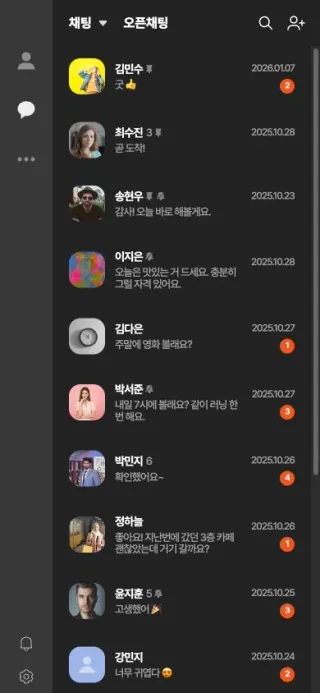 채팅 오픈채팅
김민수 2026.01.07
굿👍 2
최수진 3 2025.10.28
곧 도착!
송현우 2025.10.23
감사! 오늘 바로 해볼게요.
이지은 2025.10.28
오늘은 맛있는 거 드세요. 충분히
그럴 자격 있어요.
김다은 2025.10.27
주말에 영화 볼래요? 1
박서준 2025.10.27
내일 7시에 볼래요? 같이 러닝 한
번 해요. 3
박민지 6 2025.10.26
확인했어요~ 4
정하늘 2025.10.26
좋아요! 지난번에 갔던 3층 카페
괜찮았는데 거기 갈까요? 1
윤지훈 5 2025.10.25
고생했어🎉 3
강민지 2025.10.24
너무 귀엽다😍 2